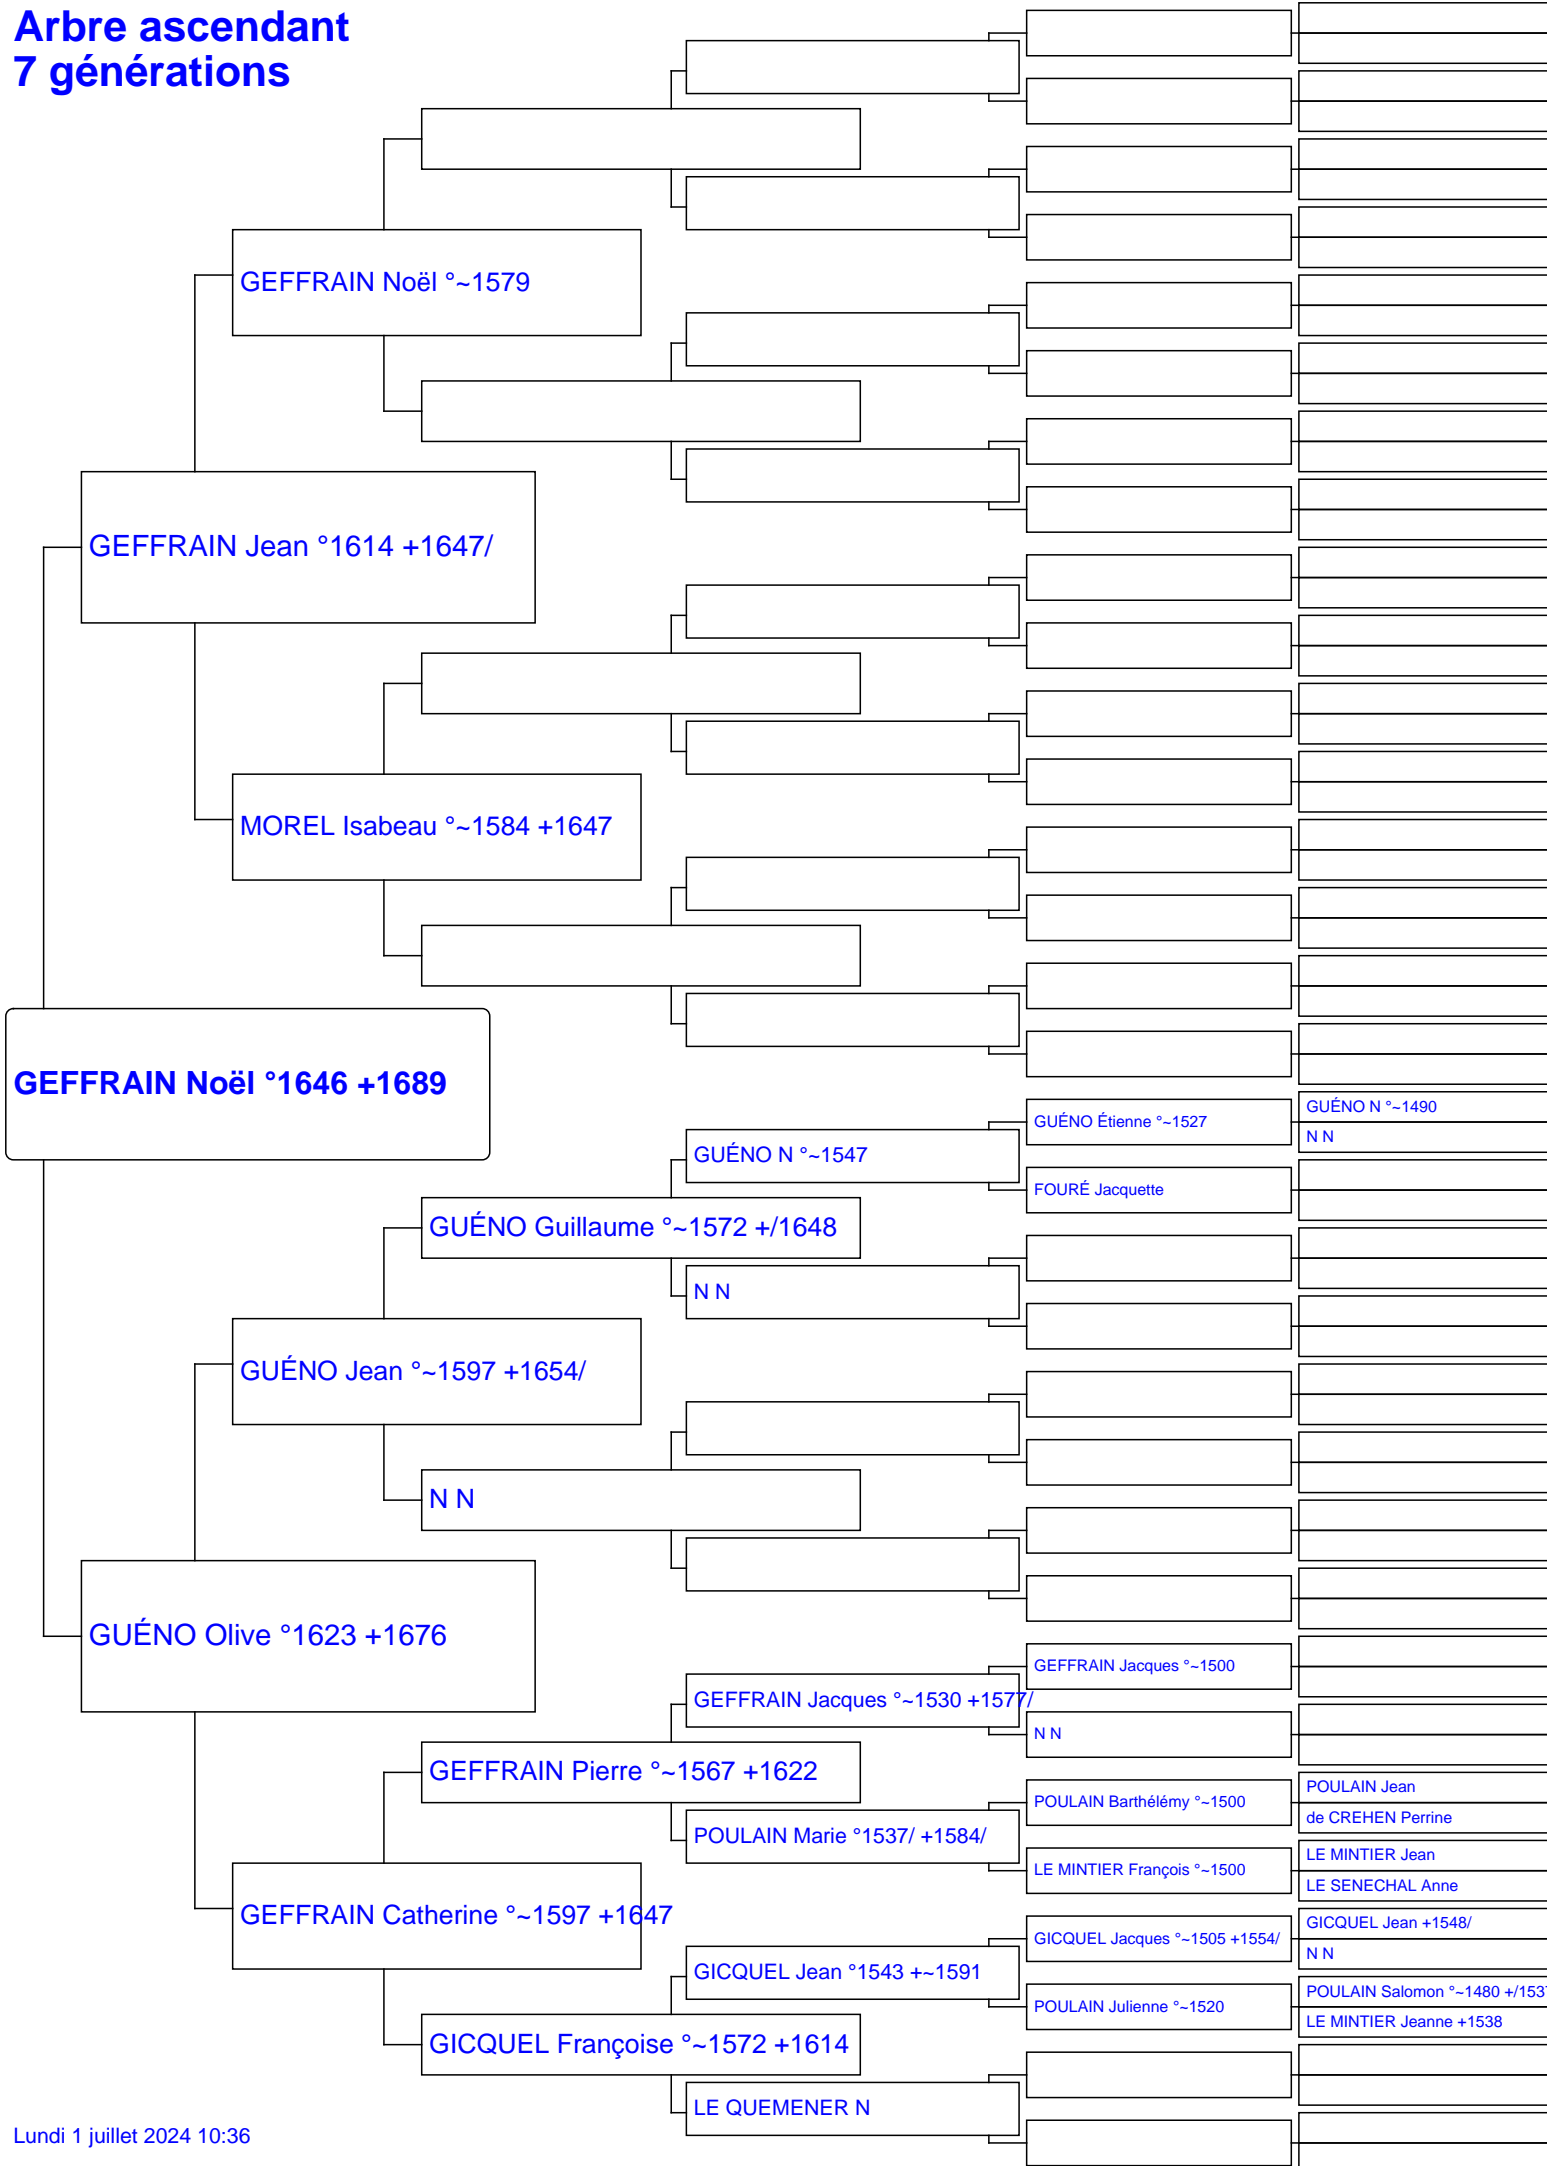 Arbre ascendant
7 générations
GEFFRAIN Noël °~1579
GEFFRAIN Jean °1614 +1647/
MOREL Isabeau °~1584 +1647
GEFFRAIN Noël °1646 +1689
GUÉNO N °~1490
GUÉNO Étienne °~1527
N N
GUÉNO N °~1547
FOURÉ Jacquette
GUÉNO Guillaume °~1572 +/1648
N N
GUÉNO Jean °~1597 +1654/
N N
GUÉNO Olive °1623 +1676
GEFFRAIN Jacques °~1500
GEFFRAIN Jacques °~1530 +1577/
N N
GEFFRAIN Pierre °~1567 +1622
POULAIN Jean
POULAIN Barthélémy °~1500
de CREHEN Perrine
POULAIN Marie °1537/ +1584/
LE MINTIER Jean
LE MINTIER François °~1500
LE SENECHAL Anne
GEFFRAIN Catherine °~1597 +1647
GICQUEL Jean +1548/
GICQUEL Jacques °~1505 +1554/
N N
GICQUEL Jean °1543 +~1591
POULAIN Salomon °~1480 +/1537
POULAIN Julienne °~1520
LE MINTIER Jeanne +1538
GICQUEL Françoise °~1572 +1614
LE QUEMENER N
Lundi 1 juillet 2024 10:36